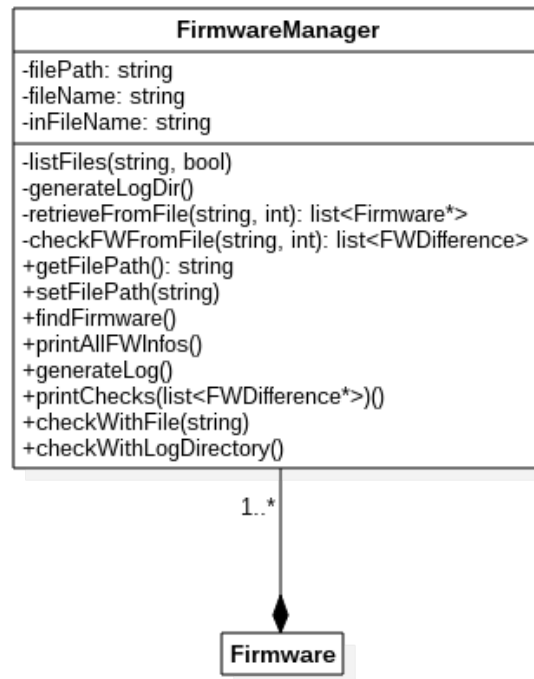 FirmwareManager
-filePath: string
-fileName: string
-inFileName: string
-listFiles(string, bool)
-generateLogDir()
-retrieveFromFile(string, int): list<Firmware*>
-checkFWFromFile(string, int): list<FWDifference>
+getFilePath(): string
+setFilePath(string)
+findFirmware()
+printAllFWInfos()
+generateLog()
+printChecks(list<FWDifference*>)()
+checkWithFile(string)
+checkWithLogDirectory()
1..*
Firmware